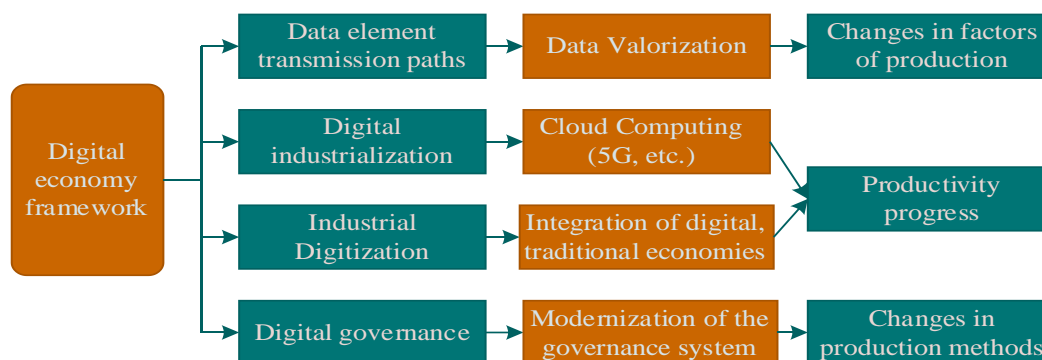 Data element
transmission paths
Data Valorization
Changes in factors
of production
Digital
economy
framework
Digital
industrialization
Cloud Computing
(5G, etc.)
Productivity
progress
Industrial
Digitization
Integration of digital,
traditional economies
Digital governance
Modernization of the
governance system
Changes in
production methods